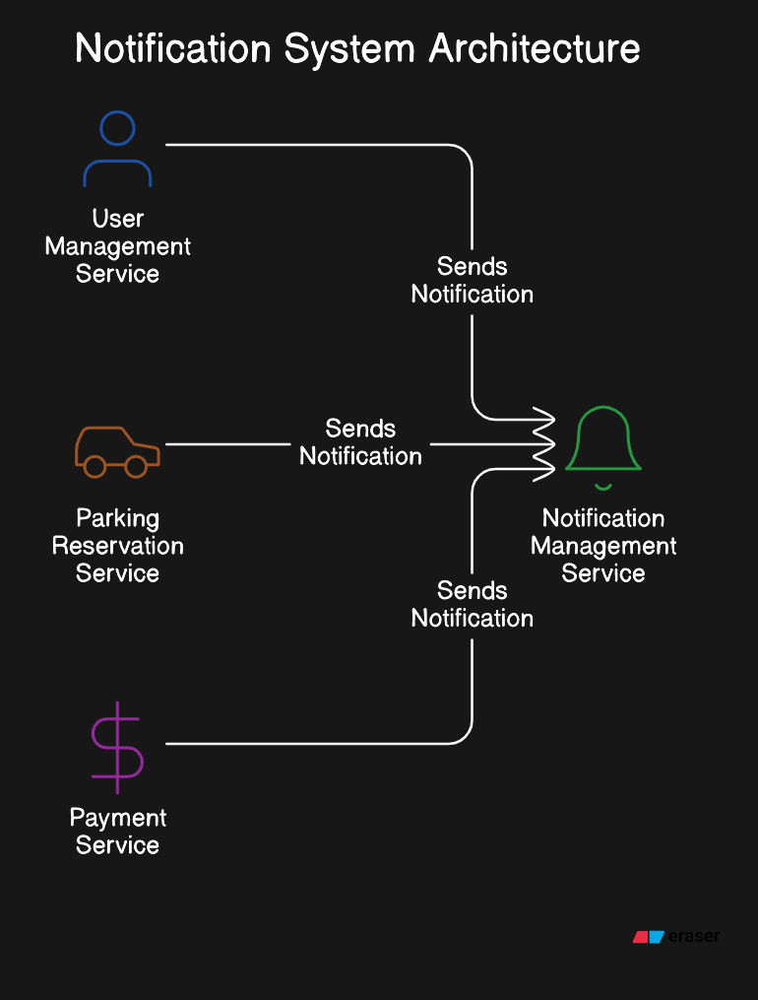 Notification System Architecture
User
Management
Service
Sends
Notification
Sends
Notification
Parking
Reservation
Service
Notification
Management
Service
Sends
Notification
Payment
Service
eraser